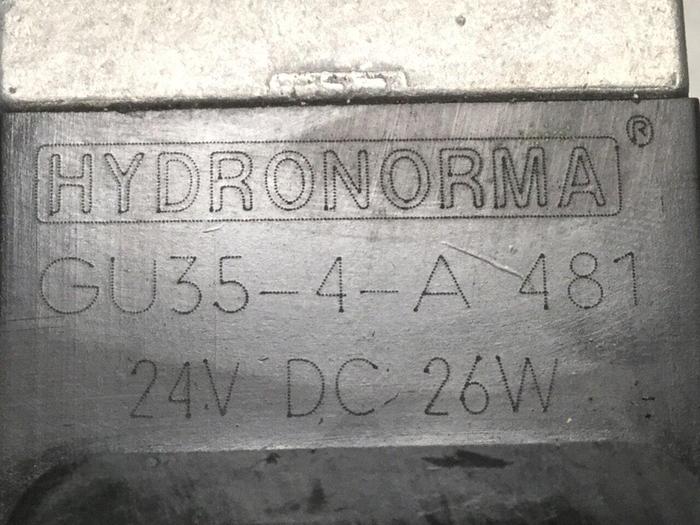 HYDRONORMA®
GU35-4-A 481
24V DC 26W